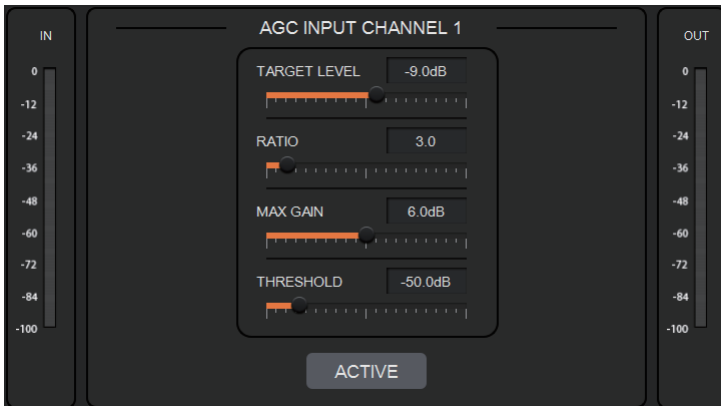 IN
0
-12
-24
-36
-48
-60
-72
-84
-100
AGC INPUT CHANNEL 1
TARGET LEVEL -9.0dB
RATIO 3.0
MAX GAIN 6.0dB
THRESHOLD -50.0dB
ACTIVE
OUT
0
-12
-24
-36
-48
-60
-72
-84
-100